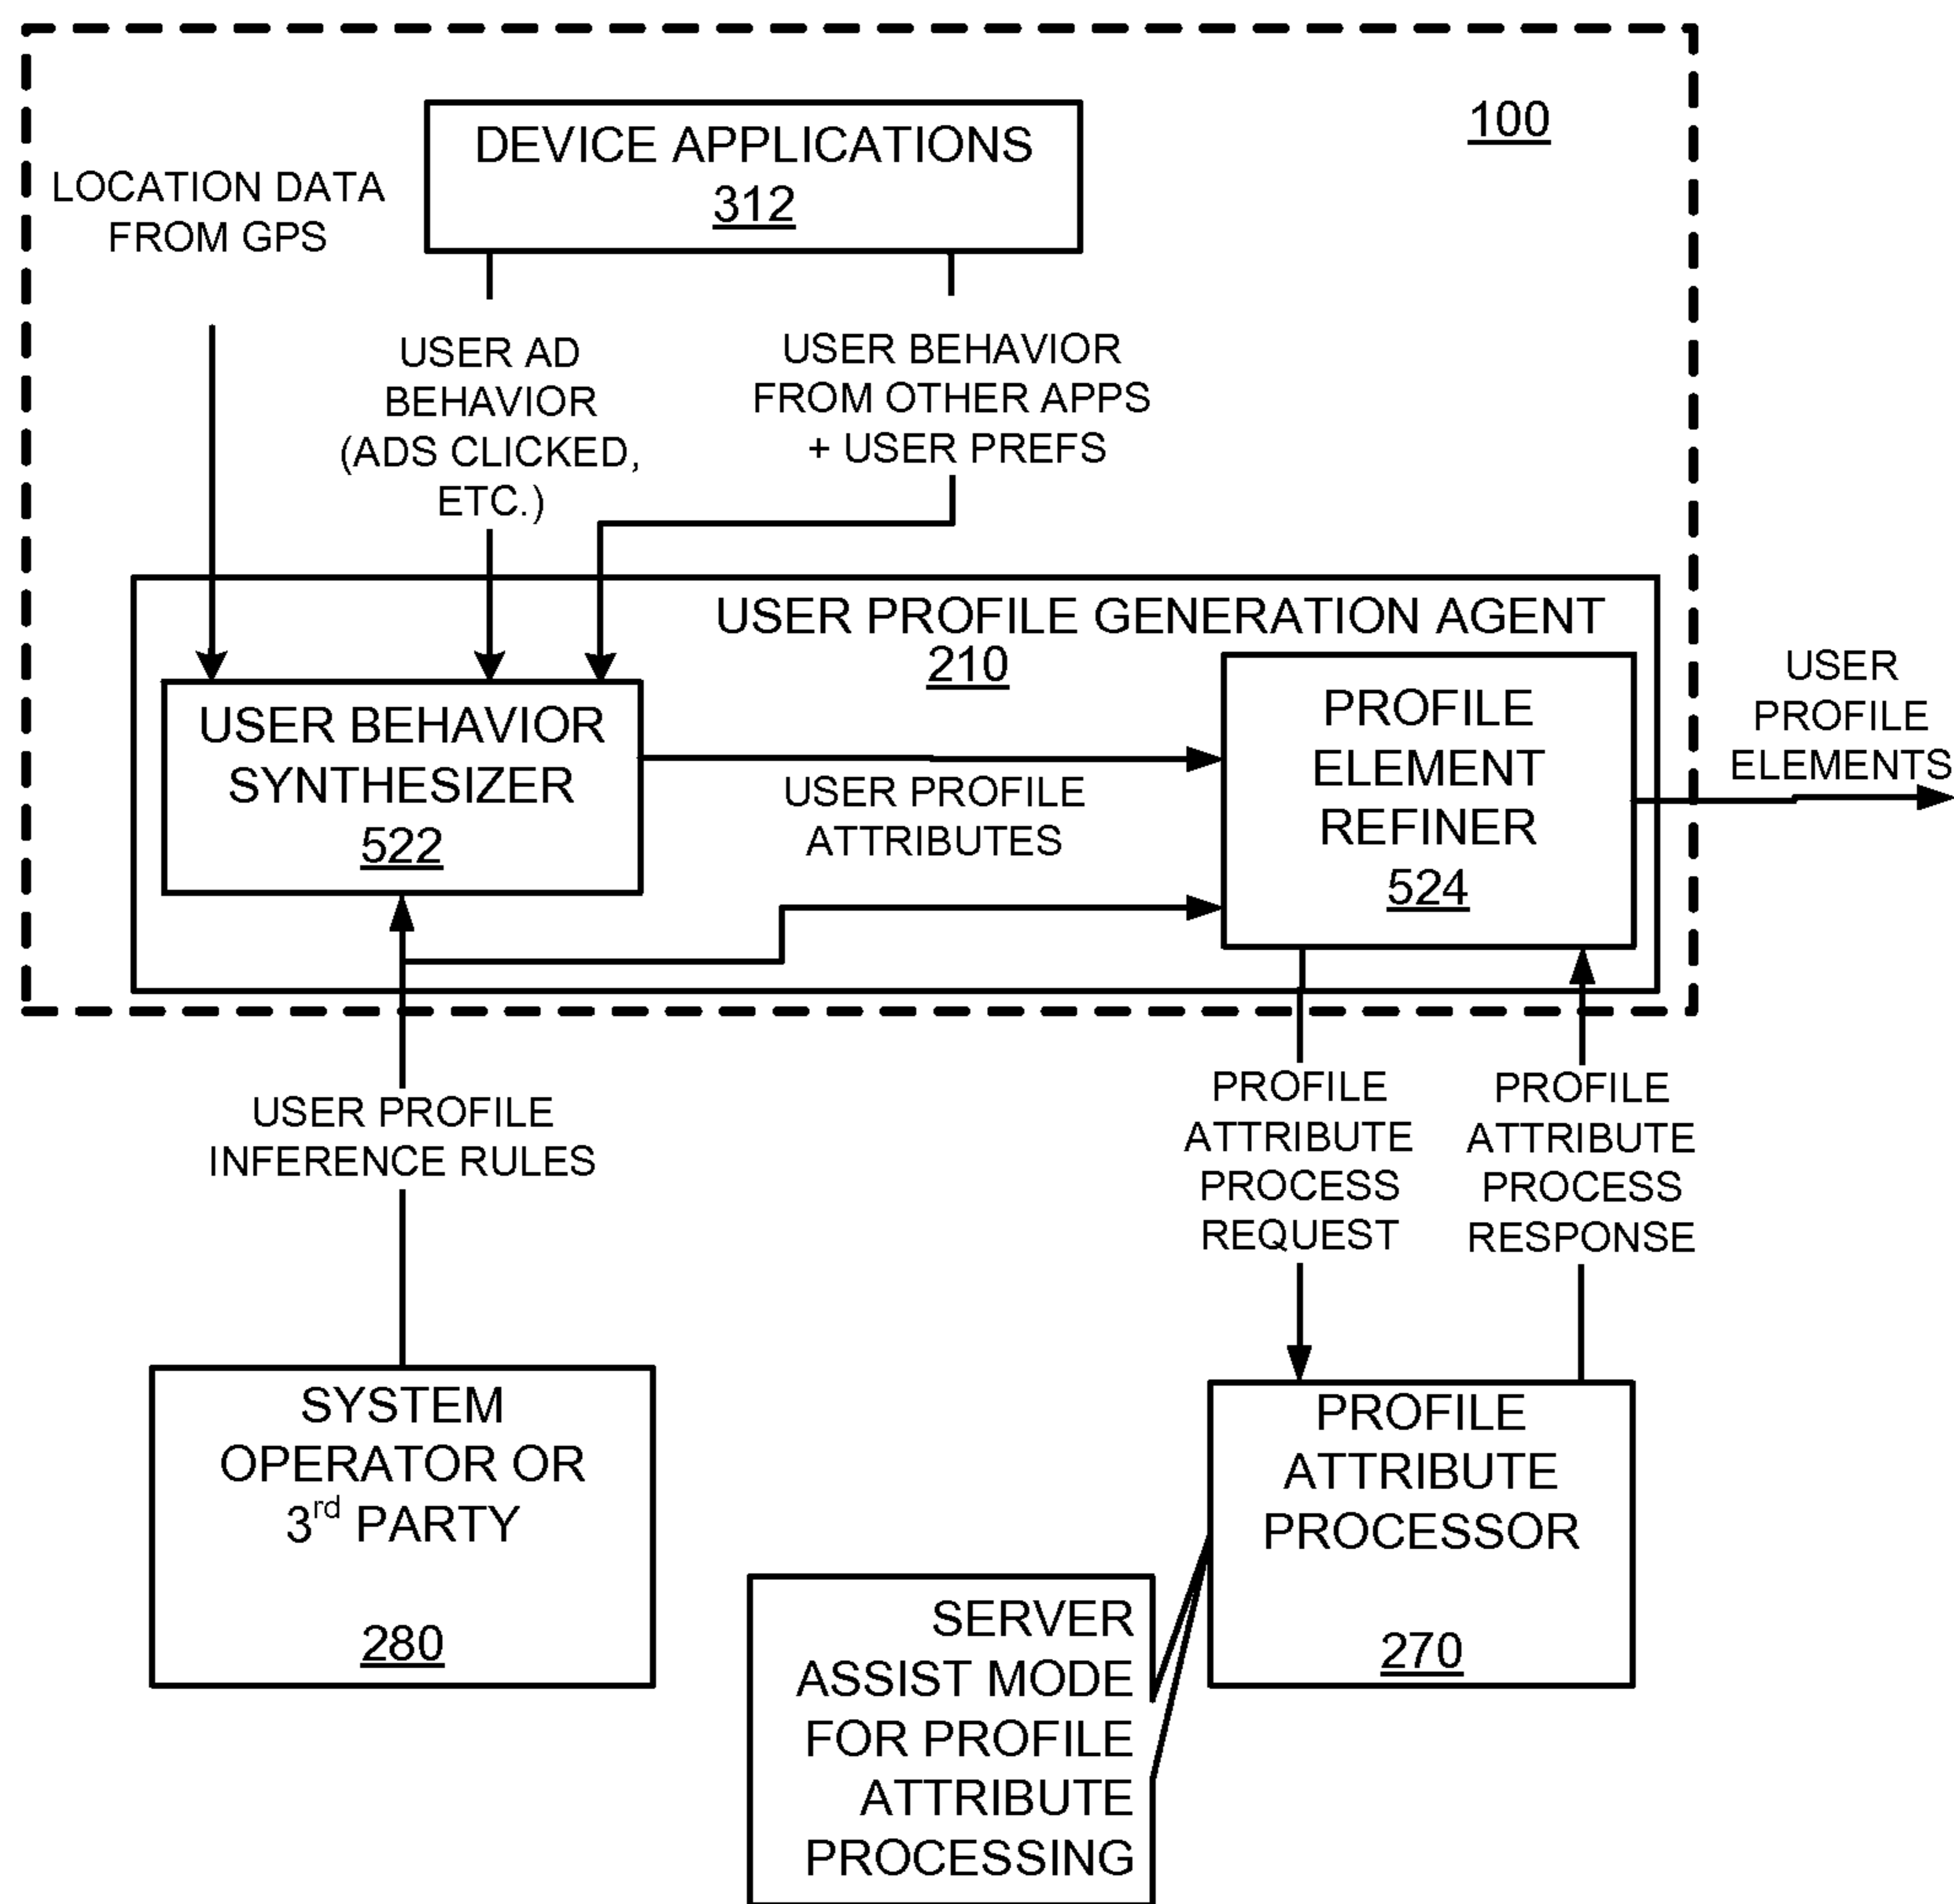 100
DEVICE APPLICATIONS
312
LOCATION DATA
FROM GPS
USER AD
BEHAVIOR
(ADS CLICKED,
ETC.)
USER BEHAVIOR
FROM OTHER APPS
+ USER PREFS
USER PROFILE GENERATION AGENT
210
USER BEHAVIOR
SYNTHESIZER
522
USER PROFILE
ATTRIBUTES
PROFILE
ELEMENT
REFINER
524
USER
PROFILE
ELEMENTS
USER PROFILE
INFERENCE RULES
PROFILE
ATTRIBUTE
PROCESS
REQUEST
PROFILE
ATTRIBUTE
PROCESS
RESPONSE
SYSTEM
OPERATOR OR
3rd PARTY
280
PROFILE
ATTRIBUTE
PROCESSOR
270
SERVER
ASSIST MODE
FOR PROFILE
ATTRIBUTE
PROCESSING